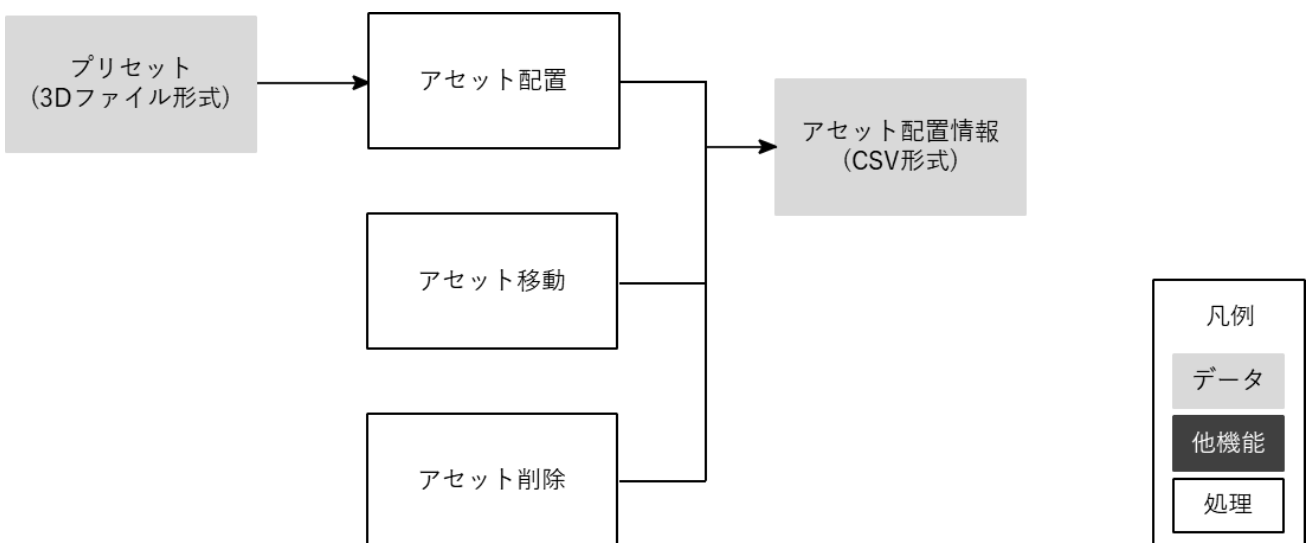 プリセット
(3Dファイル形式)
アセット配置
アセット配置情報
(CSV形式)
アセット移動
アセット削除
凡例
データ
他機能
処理